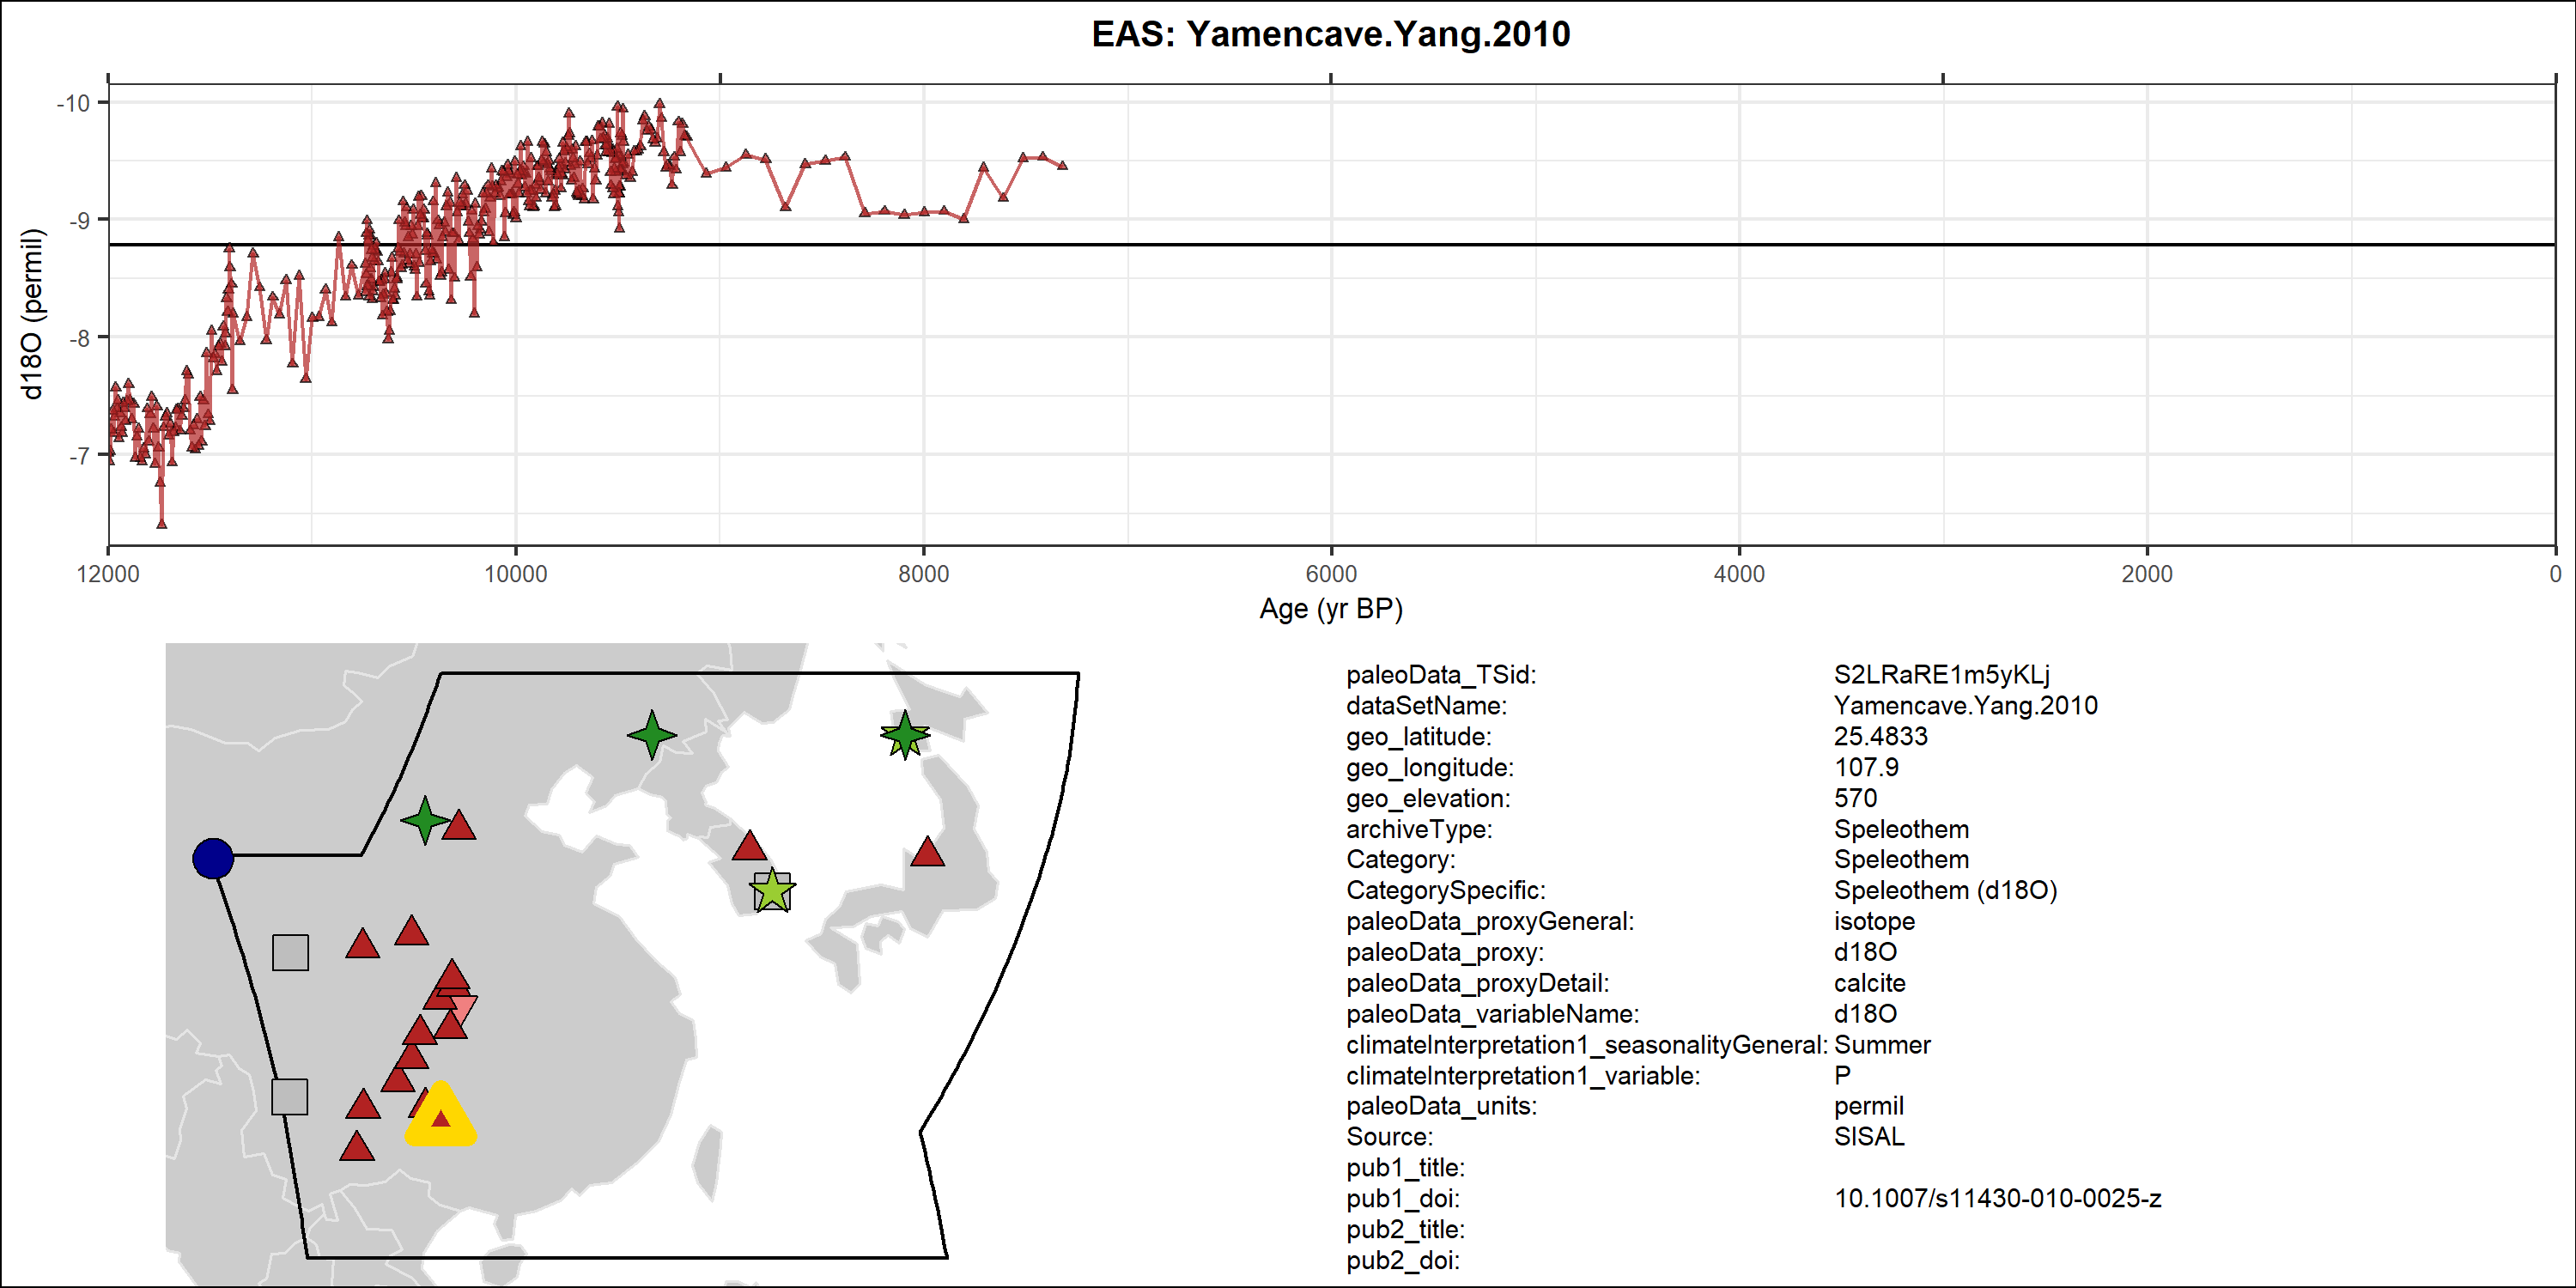 EAS: Yamencave.Yang.2010
-10
-9
-8
-7
d18O (permil)
12000 10000 8000 6000 4000 2000 0
Age (yr BP)
paleoData_TSid: S2LRaRE1m5yKLj
dataSetName: Yamencave.Yang.2010
geo_latitude: 25.4833
geo_longitude: 107.9
geo_elevation: 570
archiveType: Speleothem
Category: Speleothem
CategorySpecific: Speleothem (d18O)
paleoData_proxyGeneral: isotope
paleoData_proxy: d18O
paleoData_proxyDetail: calcite
paleoData_variableName: d18O
climateInterpretation1_seasonalityGeneral: Summer
climateInterpretation1_variable: P
paleoData_units: permil
Source: SISAL
pub1_title:
pub1_doi: 10.1007/s11430-010-0025-z
pub2_title:
pub2_doi: